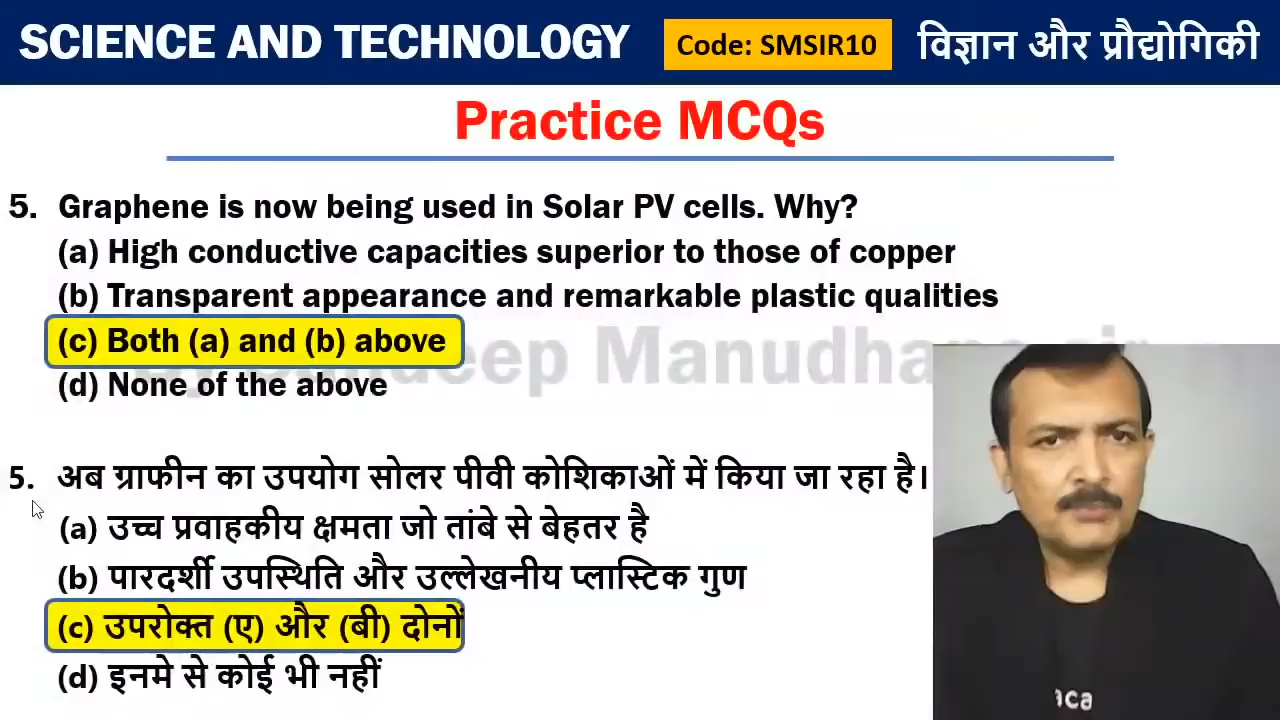 SCIENCE AND TECHNOLOGY
Code: SMSIR10
विज्ञान और प्रौद्योगिकी
Practice MCQs
5. Graphene is now being used in Solar PV cells. Why?
(a) High conductive capacities superior to those of copper
(b) Transparent appearance and remarkable plastic qualities
(c) Both (a) and (b) above
(d) None of the above
Manudhane
5. अब ग्राफीन का उपयोग सोलर पीवी कोशिकाओं में किया जा रहा है।
(a) उच्च प्रवाहकीय क्षमता जो तांबे से बेहतर है
(b) पारदर्शी उपस्थिति और उल्लेखनीय प्लास्टिक गुण
(c) उपरोक्त (ए) और (बी) दोनों
(d) इनमे से कोई भी नहीं